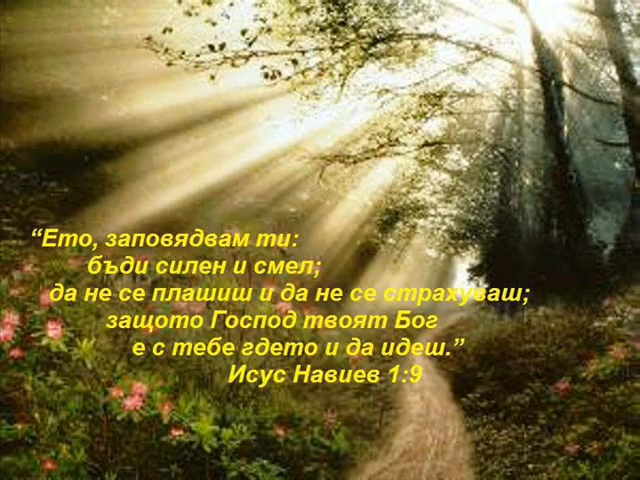 “Ето, заповядвам ти:
бъди силен и смел;
да не се плашиш и да не се страхуваш;
защото Господ твоят Бог
е с тебе гдето и да идеш.”
Исус Навиев 1:9